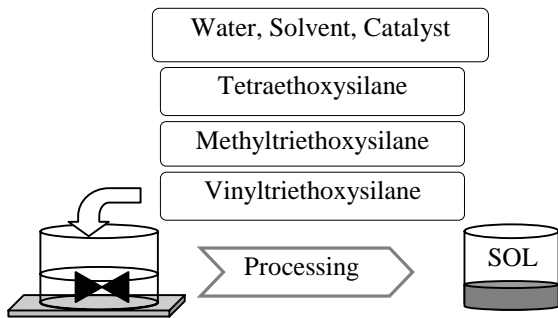 Water, Solvent, Catalyst
Tetraethoxysilane
Methyltriethoxysilane
Vinyltriethoxysilane
Processing
SOL